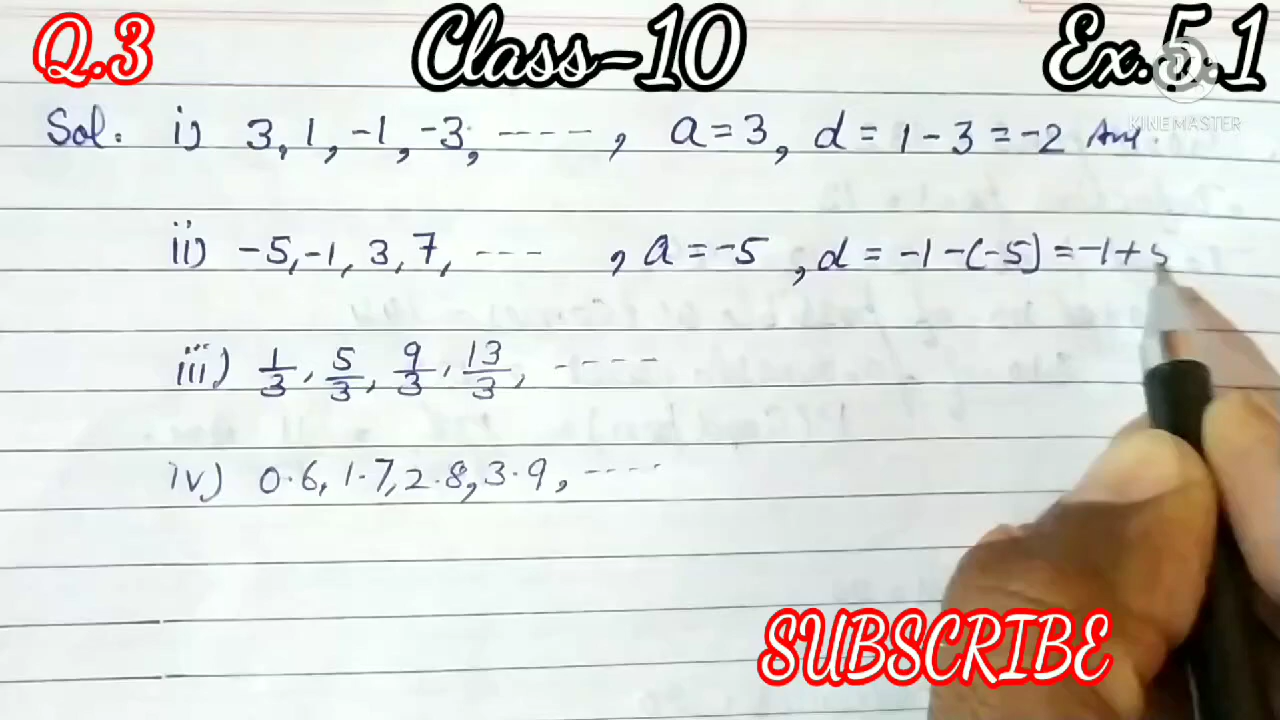 Q.3 Class-10 Ex.5.1
KINEMASTER
Sol. i) 3, 1, -1, -3, ----, a = 3, d = 1 - 3 = -2 Ans.
ii) -5, -1, 3, 7, ---, a = -5, d = -1 - (-5) = -1 + 5
iii) 1/3, 5/3, 9/3, 13/3, ----
iv) 0.6, 1.7, 2.8, 3.9, ----
SUBSCRIBE